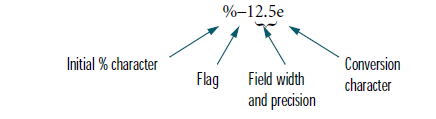 %–12.5e
Initial % character
Flag
Field width
and precision
Conversion
character